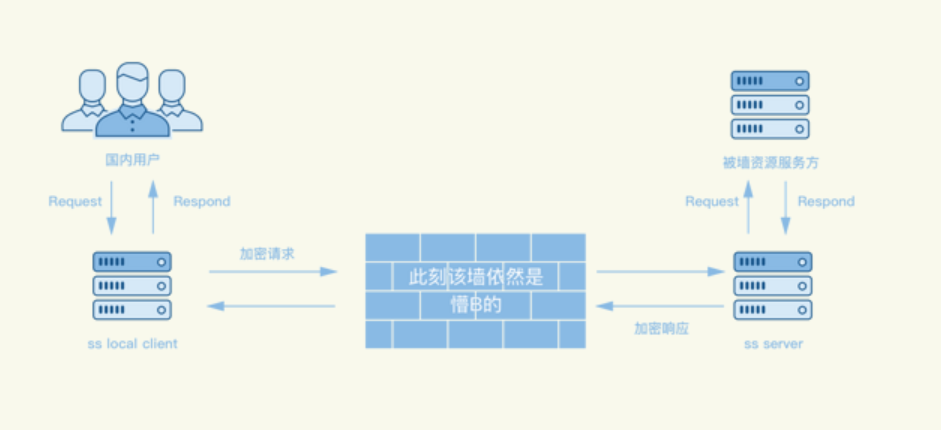 国内用户
被墙资源服务方
Request
Respond
Request
Respond
加密请求
此刻该墙依然是
懵B的
加密响应
ss local client
ss server